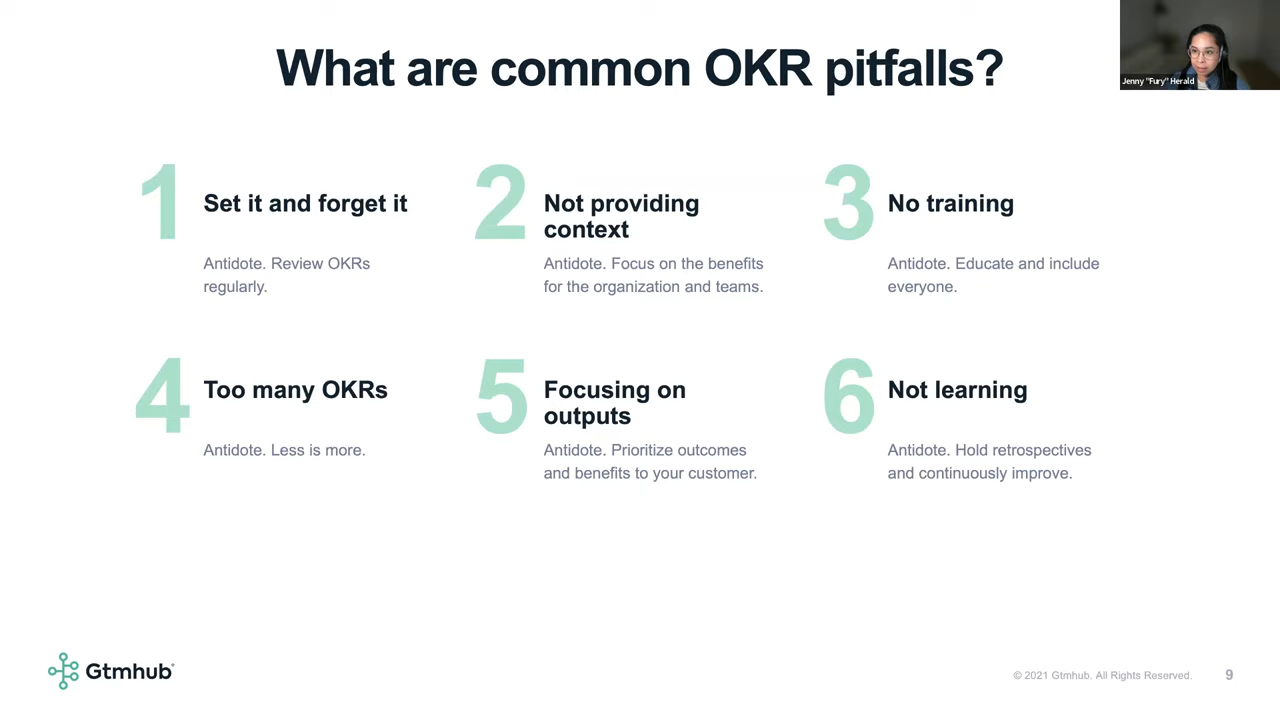 What are common OKR pitfalls?
Jenny "Fury" Herald
1
Set it and forget it
Antidote. Review OKRs
regularly.
2
Not providing
context
Antidote. Focus on the benefits
for the organization and teams.
3
No training
Antidote. Educate and include
everyone.
4
Too many OKRs
Antidote. Less is more.
5
Focusing on
outputs
Antidote. Prioritize outcomes
and benefits to your customer.
6
Not learning
Antidote. Hold retrospectives
and continuously improve.
Gtmhub
© 2021 Gtmhub. All Rights Reserved.
9